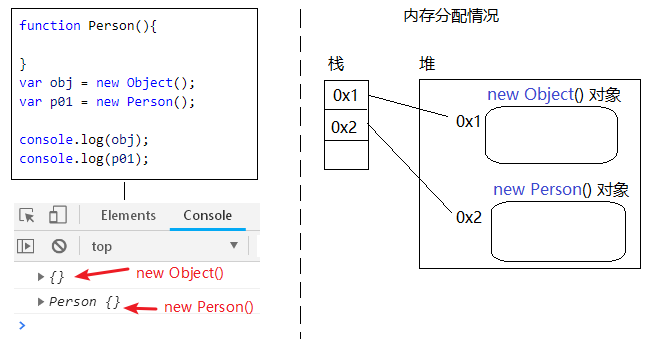 function Person(){
}
var obj = new Object();
var p01 = new Person();
console.log(obj);
console.log(p01);
Elements Console
top
{}
new Object()
Person {}
new Person()
内存分配情况
栈
堆
0x1
0x2
new Object() 对象
0x1
new Person() 对象
0x2